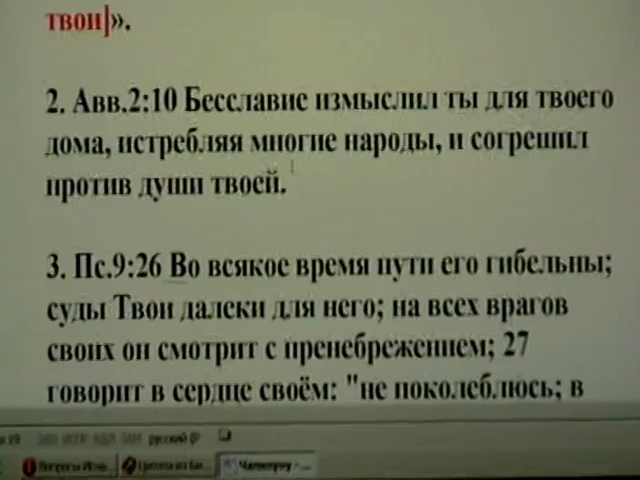 твои]».
2. Авв.2:10 Бесславие измыслил ты для твоего
дома, истребляя многие народы, и согрешил
против души твоей.
3. Пс.9:26 Во всякое время пути его гибельны;
суды Твои далеки для него; на всех врагов
своих он смотрит с пренебрежением; 27
говорит в сердце своём: "не поколеблюсь; в
русский (Р